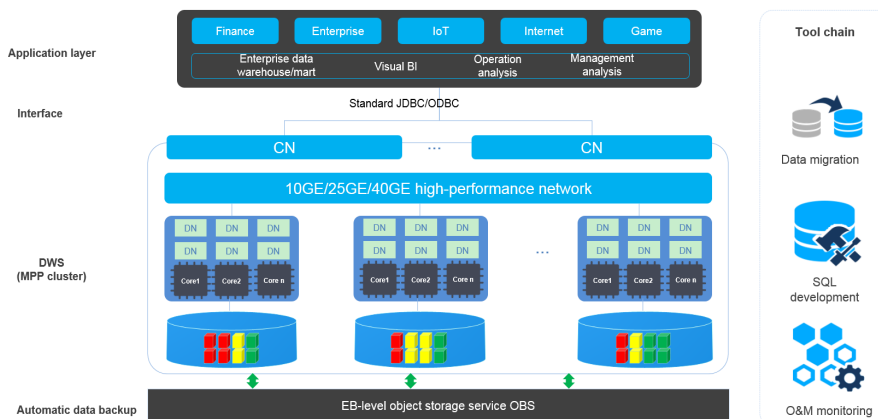 Application layer
Finance
Enterprise
IoT
Internet
Game
Enterprise data
warehouse/mart
Visual BI
Operation
analysis
Management
analysis
Interface
Standard JDBC/ODBC
CN
...
CN
10GE/25GE/40GE high-performance network
DWS
(MPP cluster)
DN DN DN
DN DN DN
Core1 Core2 Core n
DN DN DN
DN DN DN
Core1 Core2 Core n
...
DN DN DN
DN DN DN
Core1 Core2 Core n
Automatic data backup
EB-level object storage service OBS
Tool chain
Data migration
SQL
development
O&M monitoring